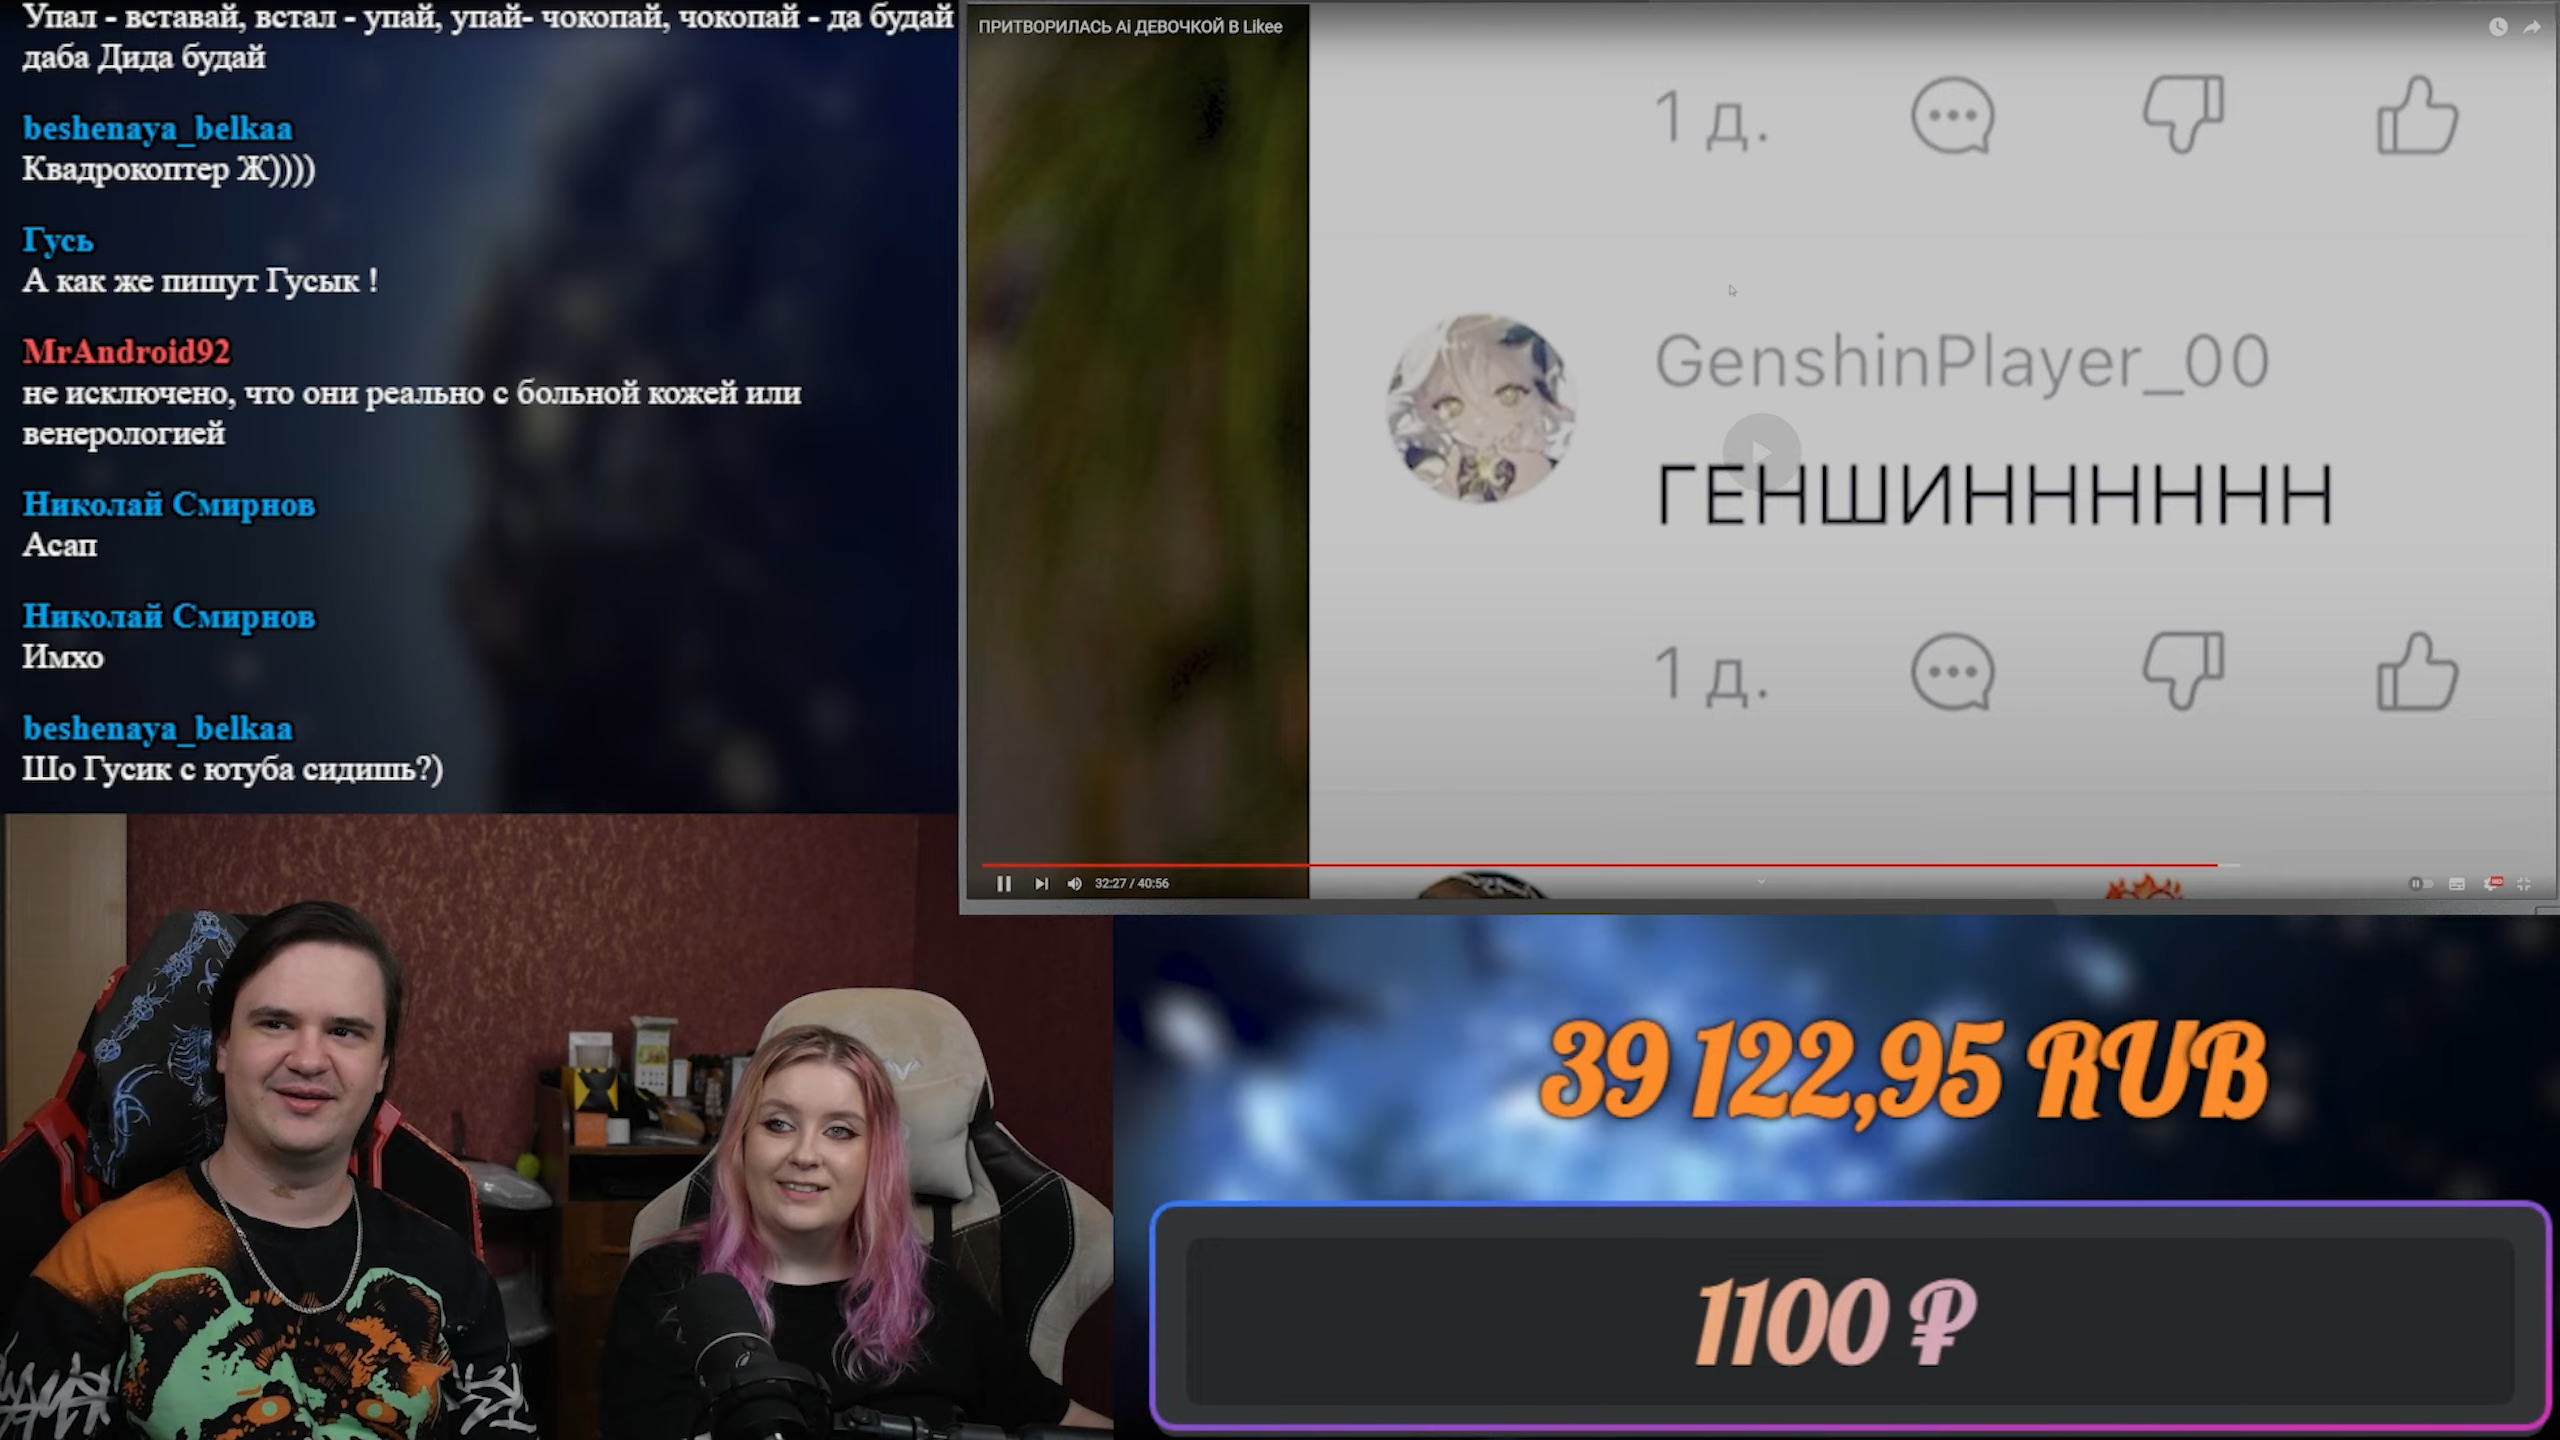 Упал - вставай, встал - упай, упай- чокопай, чокопай - да будай
даба Дида будай
beshenaya_belkaa
Квадрокоптер Ж))))
Гусь
А как же пишут Гусык !
MrAndroid92
не исключено, что они реально с больной кожей или
венерологией
Николай Смирнов
Асап
Николай Смирнов
Имхо
beshenaya_belkaa
Шо Гусик с ютуба сидишь?)
ПРИТВОРИЛАСЬ Ai ДЕВОЧКОЙ В Likee
1 д.
GenshinPlayer_00
ГЕНШИНННННН
1 д.
32:27 / 40:56
HD
39 122,95 RUB
1100 ₽